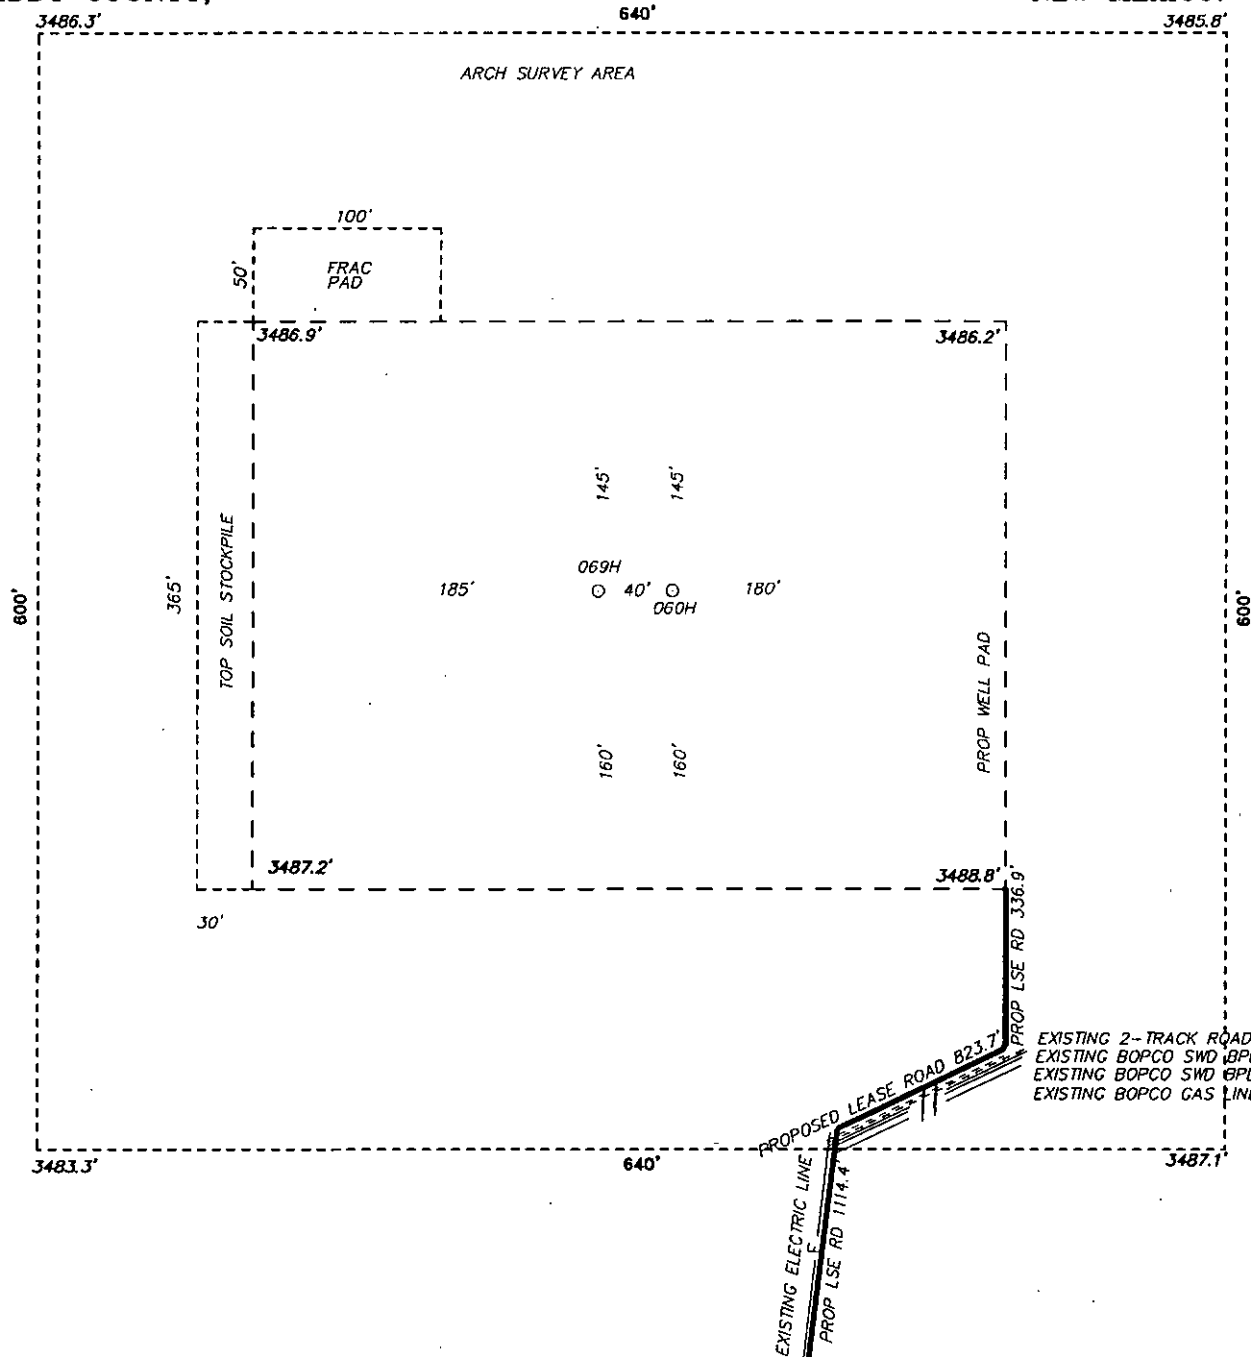 640'
3486.3'
3485.8'
ARCH SURVEY AREA
100'
50'
FRAC
PAD
3486.9'
3486.2'
145'
145'
TOP SOIL STOCKPILE
365'
069H
185'
40'
180'
060H
600'
600'
PROP WELL PAD
160'
160'
3487.2'
3488.8'
30'
PROP LSE RD 336.9'
EXISTING 2-TRACK ROAD
EXISTING BOPCO SWD BPL
EXISTING BOPCO SWD BPL
EXISTING BOPCO GAS LINE
PROPOSED LEASE ROAD 823.7'
3483.3'
640'
3487.1'
EXISTING ELECTRIC LINE
E
PROP LSE RD 1114.4'